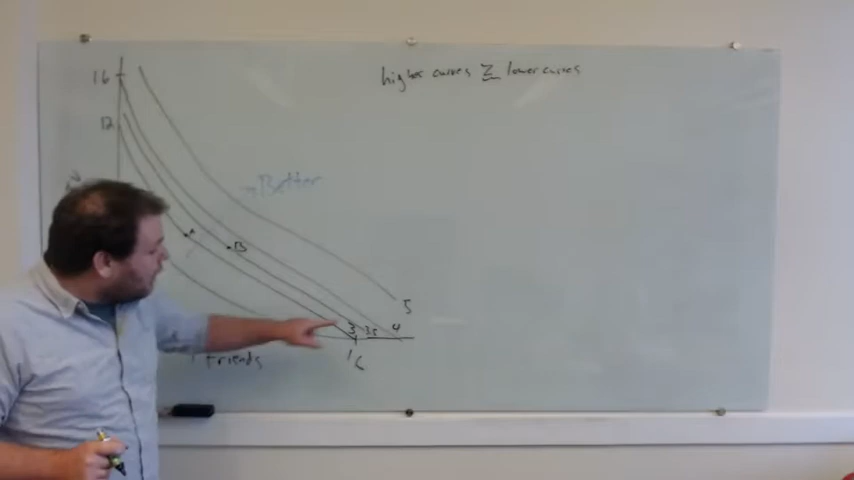 higher curves ≥ lower curves
16
12
Better
A
B
5
3 3.5 4
Friends
16